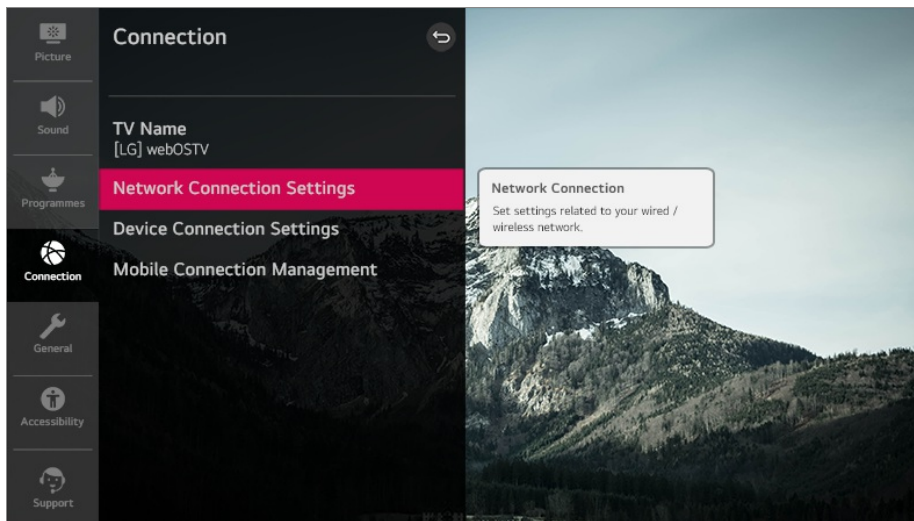 Picture
Sound
Programmes
Connection
General
Accessibility
Support
Connection
TV Name
[LG] webOSTV
Network Connection Settings
Device Connection Settings
Mobile Connection Management
Network Connection
Set settings related to your wired /
wireless network.